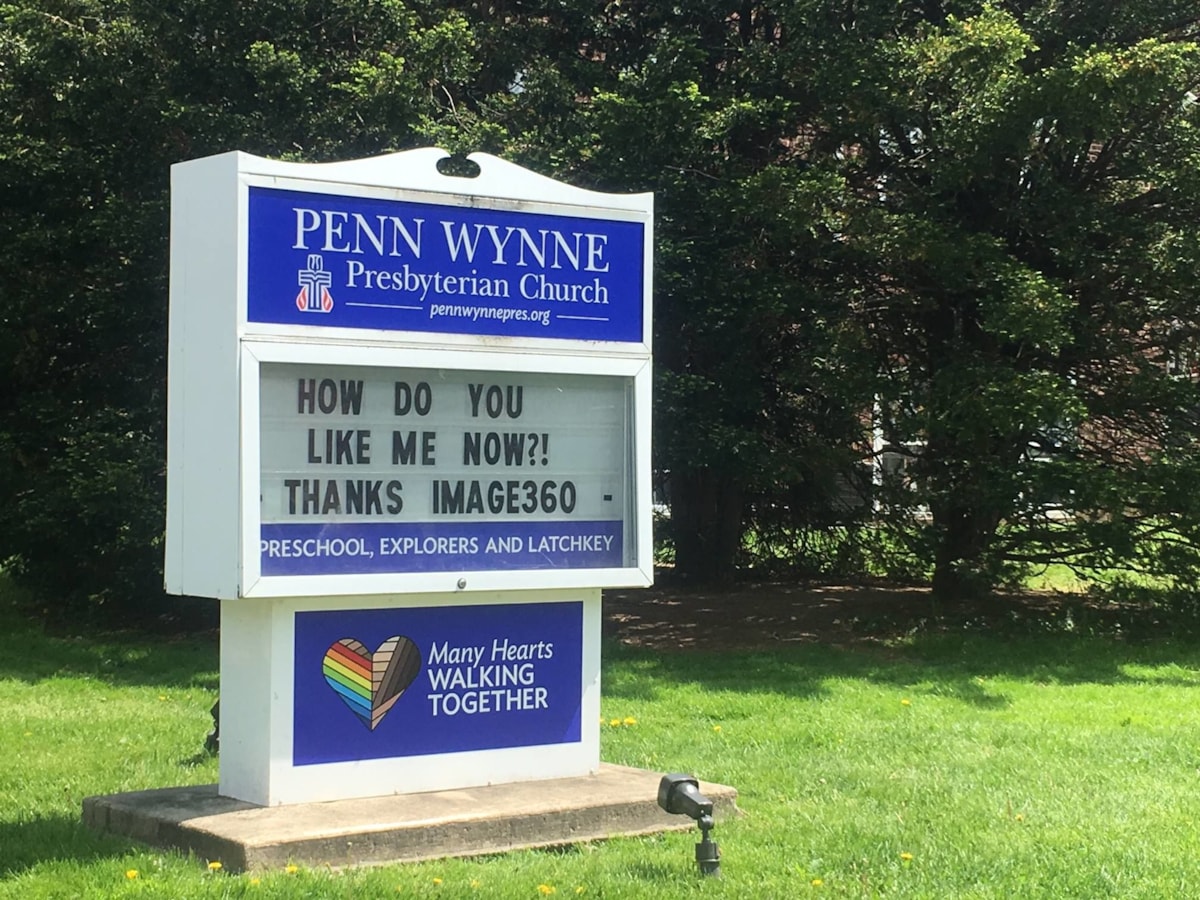 PENN WYNNE
Presbyterian Church
pennwynnepres.org
HOW DO YOU
LIKE ME NOW?!
- THANKS IMAGE360 -
PRESCHOOL, EXPLORERS AND LATCHKEY
Many Hearts
WALKING
TOGETHER